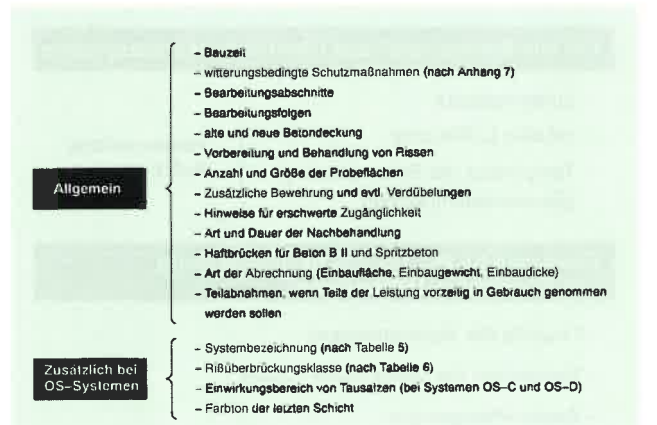 Allgemein
– Bauzeit
– witterungsbedingte Schutzmaßnahmen (nach Anhang 7)
– Bearbeitungsabschnitte
– Bearbeitungsfolgen
– alte und neue Betondeckung
– Vorbereitung und Behandlung von Rissen
– Anzahl und Größe der Probeflächen
– Zusätzliche Bewehrung und evtl. Verdübelungen
– Hinweise für erschwerte Zugänglichkeit
– Art und Dauer der Nachbehandlung
– Haftbrücken für Beton B II und Spritzbeton
– Art der Abrechnung (Einbaufläche, Einbaugewicht, Einbaudicke)
– Teilabnahmen, wenn Teile der Leistung vorzeitig in Gebrauch genommen
werden sollen
Zusätzlich bei
OS–Systemen
– Systembezeichnung (nach Tabelle 5)
– Rißüberbrückungsklasse (nach Tabelle 6)
– Einwirkungsbereich von Tausalzen (bei Systemen OS–C und OS–D)
– Farbton der letzten Schicht